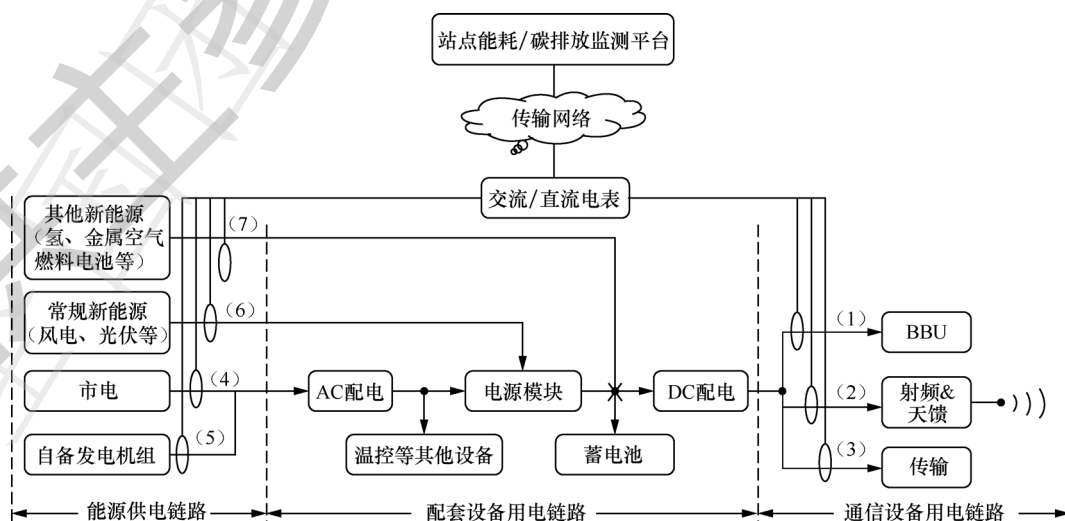 站点能耗/碳排放监测平台
传输网络
交流/直流电表
其他新能源
（氢、金属空气
燃料电池等）
（7）
常规新能源
（风电、光伏等）
（6）
（1）
BBU
市电
（4）
AC配电
电源模块
DC配电
（2）
射频&
天馈
自备发电机组
（5）
温控等其他设备
蓄电池
（3）
传输
能源供电链路
配套设备用电链路
通信设备用电链路